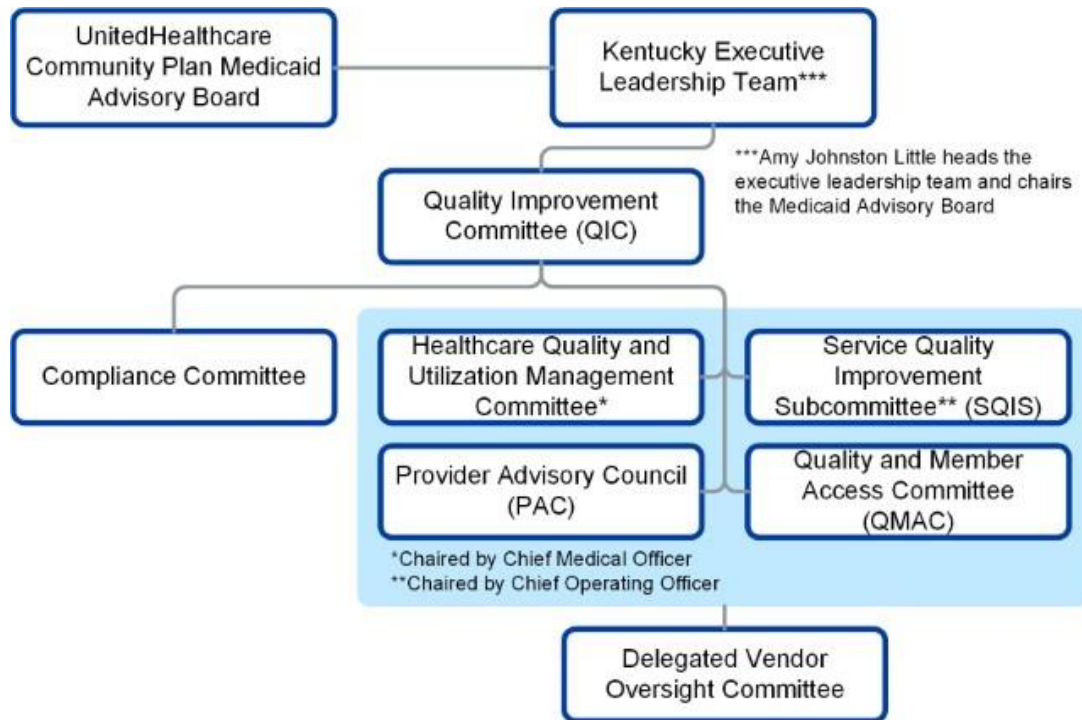 UnitedHealthcare
Community Plan Medicaid
Advisory Board
Kentucky Executive
Leadership Team***
***Amy Johnston Little heads the
executive leadership team and chairs
the Medicaid Advisory Board
Quality Improvement
Committee (QIC)
Compliance Committee
Healthcare Quality and
Utilization Management
Committee*
Service Quality
Improvement
Subcommittee** (SQIS)
Provider Advisory Council
(PAC)
Quality and Member
Access Committee
(QMAC)
*Chaired by Chief Medical Officer
**Chaired by Chief Operating Officer
Delegated Vendor
Oversight Committee